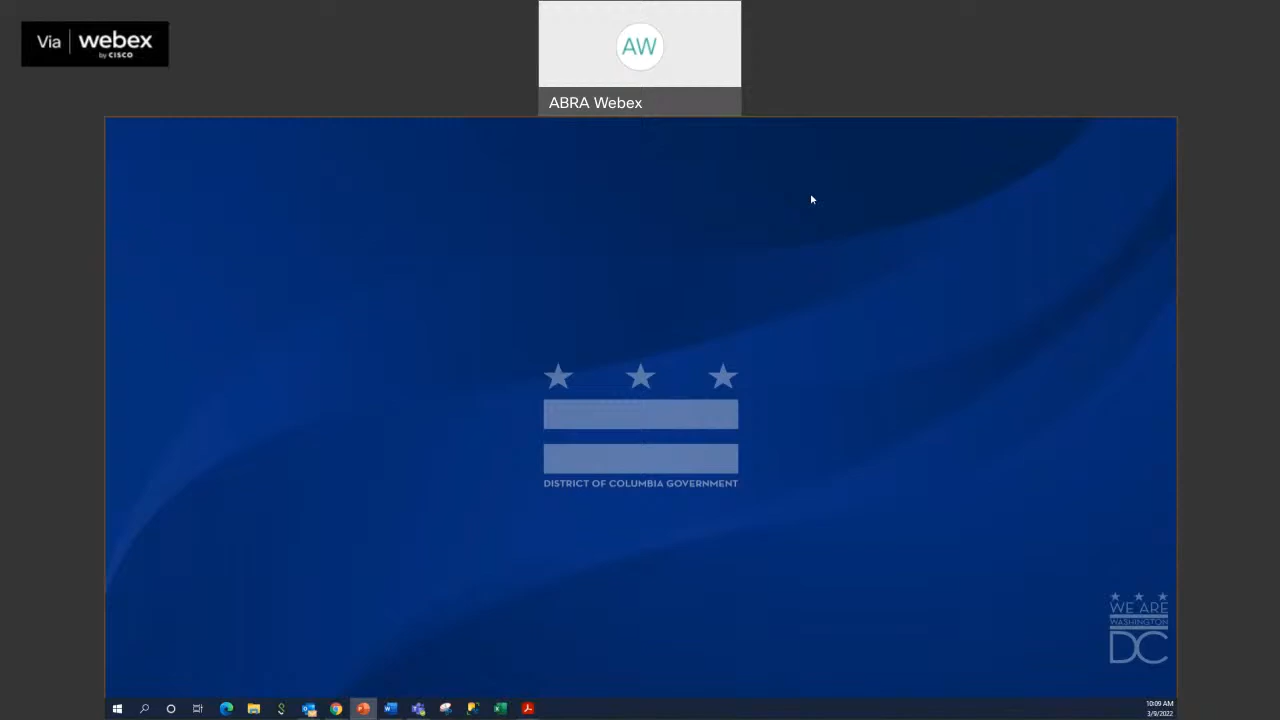 Via webex
by CISCO
AW
ABRA Webex
DISTRICT OF COLUMBIA GOVERNMENT
WE ARE
WASHINGTON
DC
10:09 AM
3/9/2022